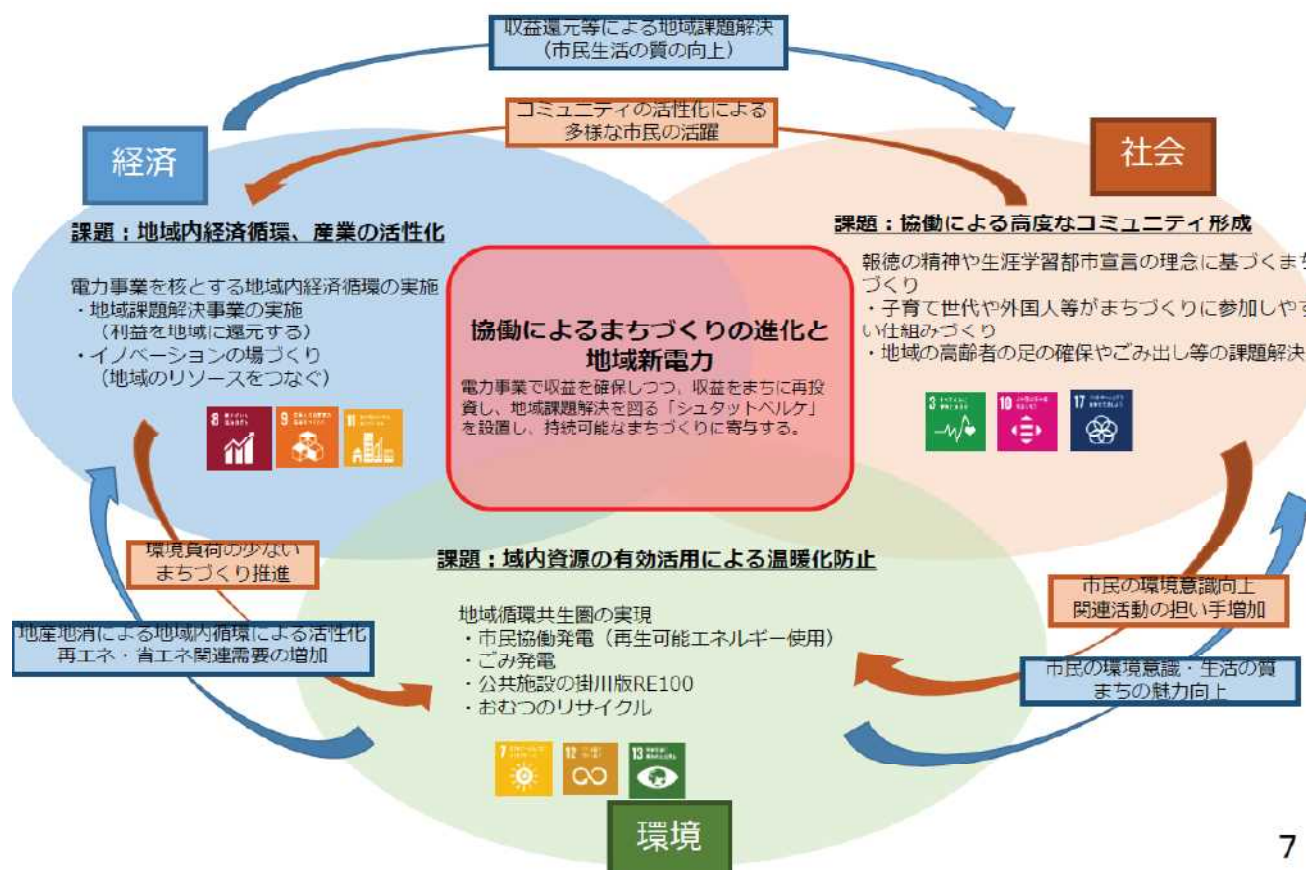 収益還元等による地域課題解決
（市民生活の質の向上）
コミュニティの活性化による
多様な市民の活躍
経済
社会
課題：地域内経済循環、産業の活性化
電力事業を核とする地域内経済循環の実施
・地域課題解決事業の実施
（利益を地域に還元する）
・イノベーションの場づくり
（地域のリソースをつなぐ）
8
9
11
協働によるまちづくりの進化と
地域新電力
電力事業で収益を確保しつつ、収益をまちに再投
資し、地域課題解決を図る「シュタットベルケ」
を設置し、持続可能なまちづくりに寄与する。
課題：協働による高度なコミュニティ形成
報徳の精神や生涯学習都市宣言の理念に基づくまち
づくり
・子育て世代や外国人等がまちづくりに参加しやす
い仕組みづくり
・地域の高齢者の足の確保やごみ出し等の課題解決
3
10
17
環境負荷の少ない
まちづくり推進
地産地消による地域内循環による活性化
再エネ・省エネ関連需要の増加
課題：域内資源の有効活用による温暖化防止
地域循環共生圏の実現
・市民協働発電（再生可能エネルギー使用）
・ごみ発電
・公共施設の掛川版RE100
・おむつのリサイクル
7
12
13
市民の環境意識向上
関連活動の担い手増加
市民の環境意識・生活の質
まちの魅力向上
環境
7